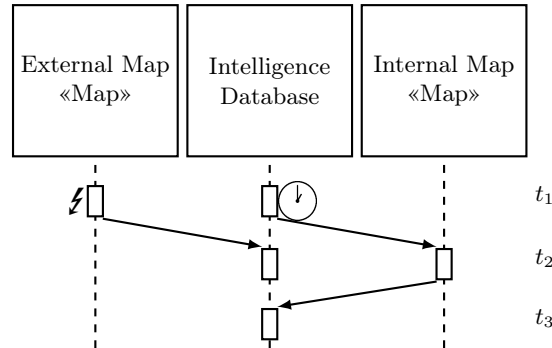 External Map
«Map»
Intelligence
Database
Internal Map
«Map»
t₁
t₂
t₃